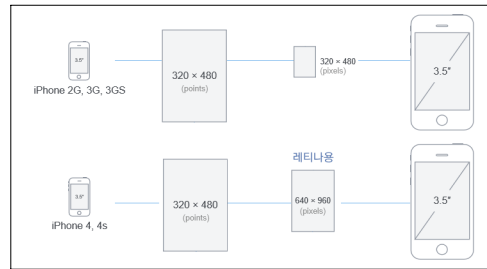 3.5"
iPhone 2G, 3G, 3GS
320 × 480
(points)
320 × 480
(pixels)
3.5"
레티나용
3.5"
iPhone 4, 4s
320 × 480
(points)
640 × 960
(pixels)
3.5"